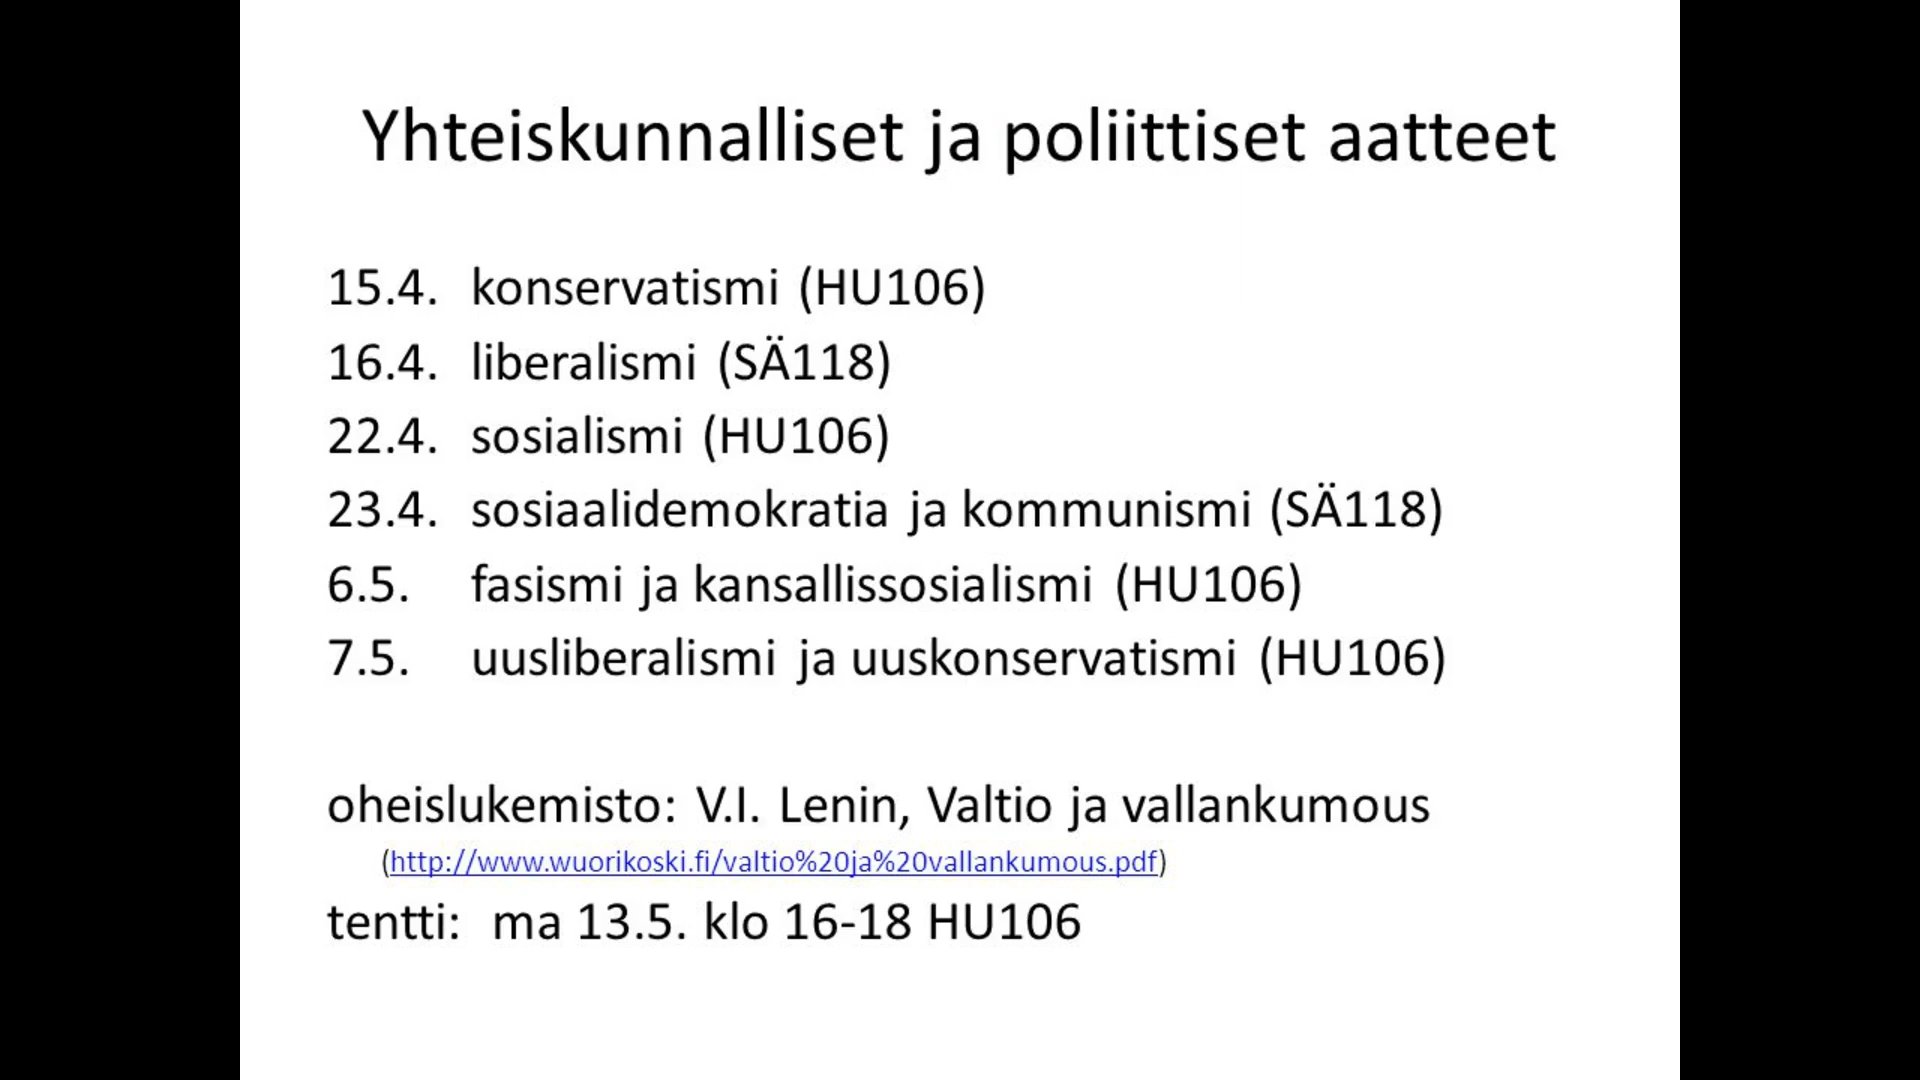 Yhteiskunnalliset ja poliittiset aatteet
15.4. konservatismi (HU106)
16.4. liberalismi (SÄ118)
22.4. sosialismi (HU106)
23.4. sosiaalidemokratia ja kommunismi (SÄ118)
6.5. fasismi ja kansallissosialismi (HU106)
7.5. uusliberalismi ja uuskonservatismi (HU106)
oheislukemisto: V.I. Lenin, Valtio ja vallankumous
(http://www.wuorikoski.fi/valtio%20ja%20vallankumous.pdf)
tentti: ma 13.5. klo 16-18 HU106